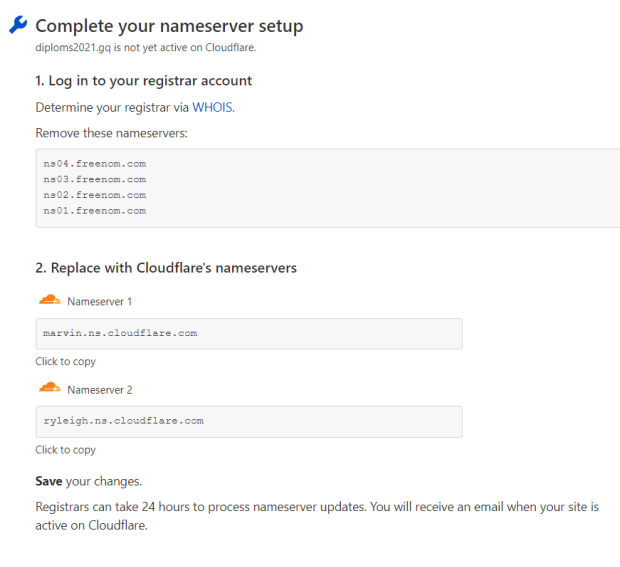 Complete your nameserver setup
diploms2021.gq is not yet active on Cloudflare.
1. Log in to your registrar account
Determine your registrar via WHOIS.
Remove these nameservers:
ns04.freenom.com
ns03.freenom.com
ns02.freenom.com
ns01.freenom.com
2. Replace with Cloudflare's nameservers
Nameserver 1
marvin.ns.cloudflare.com
Click to copy
Nameserver 2
ryleigh.ns.cloudflare.com
Click to copy
Save your changes.
Registrars can take 24 hours to process nameserver updates. You will receive an email when your site is
active on Cloudflare.